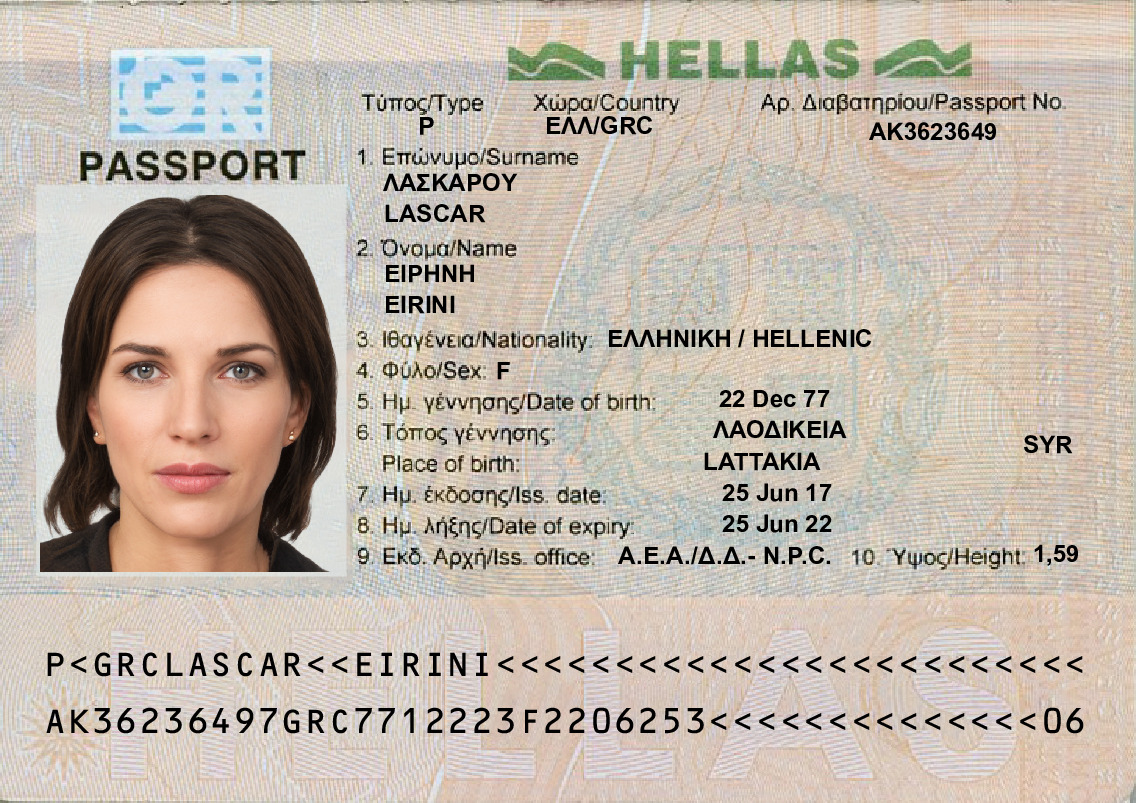 GR
HELLAS
PASSPORT
Τύπος/Type Χώρα/Country Αρ. Διαβατηρίου/Passport No.
P ΕΛΛ/GRC AK3623649
1. Επώνυμο/Surname
ΛΑΣΚΑΡΟΥ
LASCAR
2. Όνομα/Name
ΕΙΡΗΝΗ
EIRINI
3. Ιθαγένεια/Nationality: ΕΛΛΗΝΙΚΗ / HELLENIC
4. Φύλο/Sex: F
5. Ημ. γέννησης/Date of birth: 22 Dec 77
6. Τόπος γέννησης: ΛΑΟΔΙΚΕΙΑ
Place of birth: LATTAKIA SYR
7. Ημ. έκδοσης/Iss. date: 25 Jun 17
8. Ημ. λήξης/Date of expiry: 25 Jun 22
9 Εκδ. Αρχή/Iss. office: Α.Ε.Α./Δ.Δ.- N.P.C. 10. Ύψος/Height: 1,59
HELLAS
P<GRCLASCAR<<EIRINI<<<<<<<<<<<<<<<<<<<<<<<<<
AK36236497GRC7712223F2206253<<<<<<<<<<<<<<06